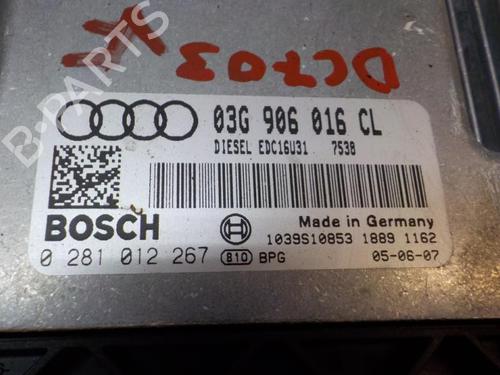 DC703
B-PARTS
03G 906 016 CL
DIESEL EDC16U31 7538
BOSCH
Made in Germany
1039S10853 1889 1162
0 281 012 267 B10 BPG 05-06-07